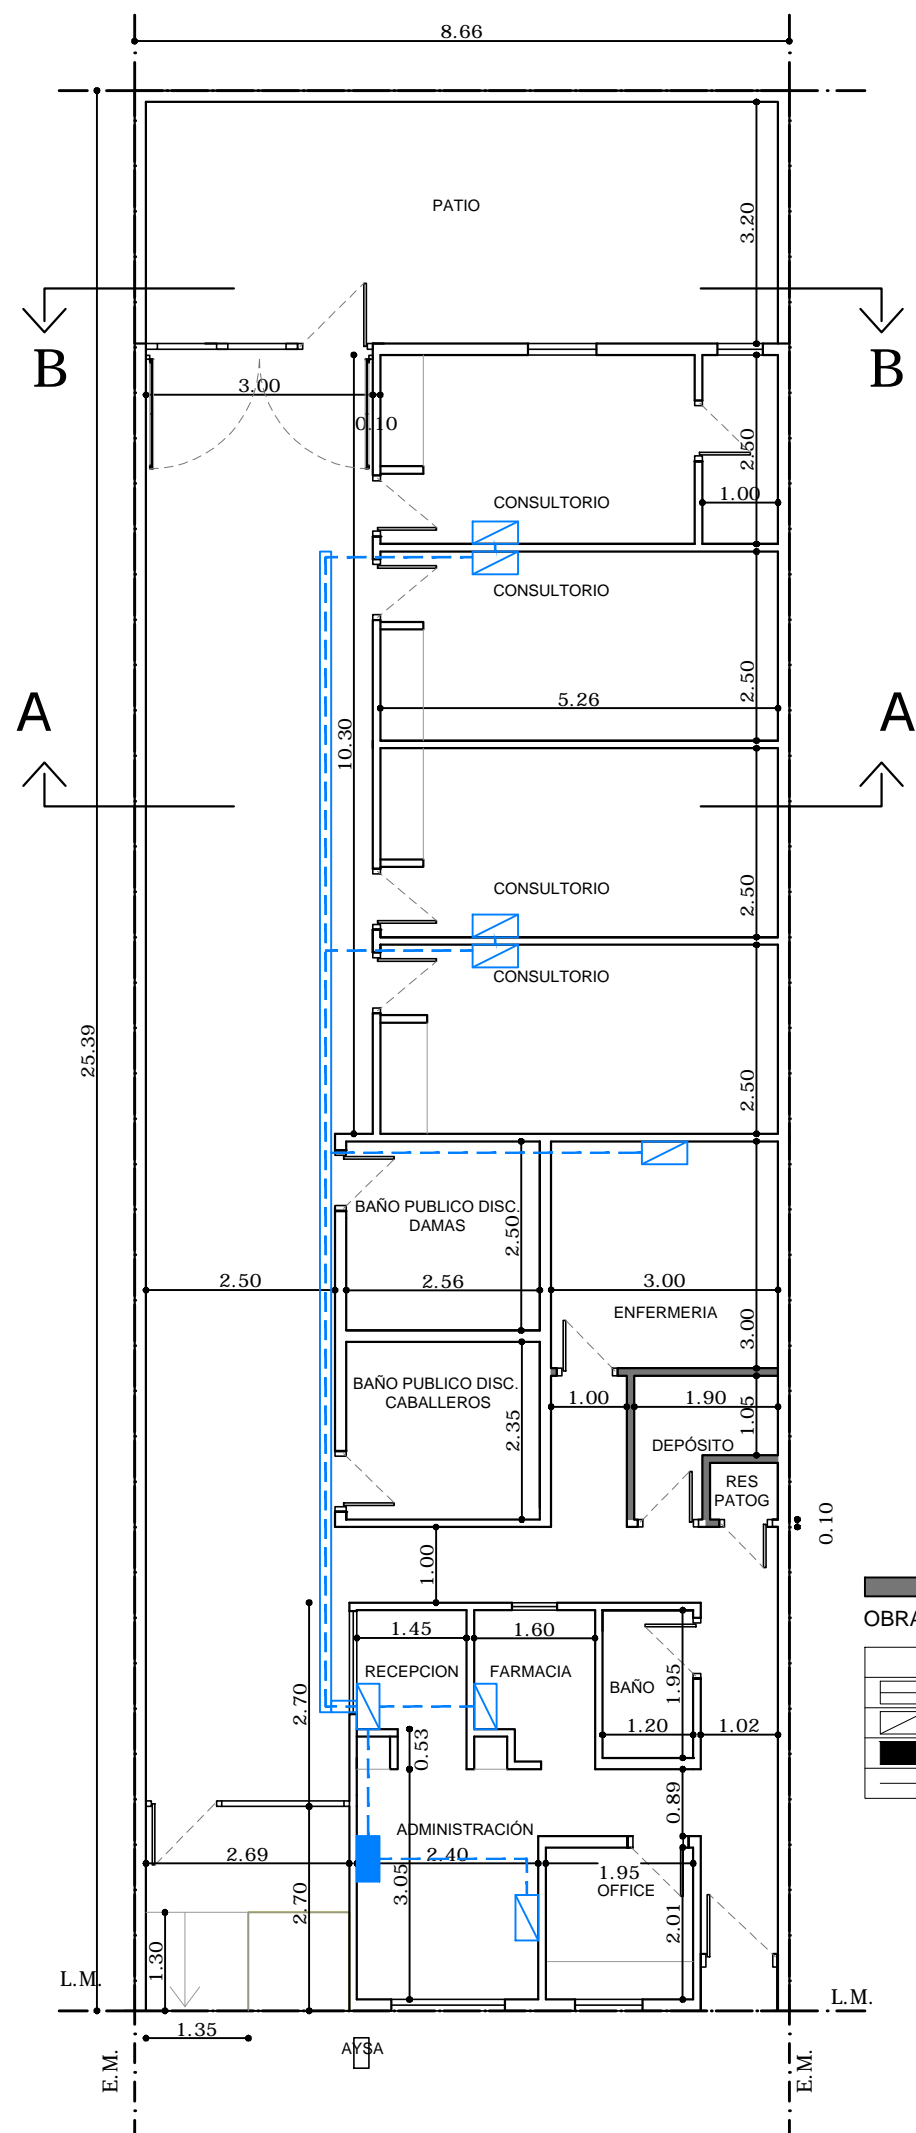 8.66
PATIO
3.20
B
B
3.00
0.10
2.50
1.00
CONSULTORIO
CONSULTORIO
2.50
5.26
A
A
10.30
CONSULTORIO
2.50
CONSULTORIO
25.39
2.50
BAÑO PUBLICO DISC.
DAMAS
2.50
2.50
2.56
3.00
ENFERMERIA
3.00
BAÑO PUBLICO DISC.
CABALLEROS
2.35
1.00
1.90
1.05
DEPÓSITO
RES
PATOG
0.10
1.00
OBRA
1.45
1.60
RECEPCION
FARMACIA
BAÑO
1.95
2.70
0.53
1.20
1.02
0.89
ADMINISTRACIÓN
2.69
2.40
1.95
3.05
OFFICE
2.70
2.01
1.30
L.M.
L.M.
1.35
AYSA
E.M.
E.M.